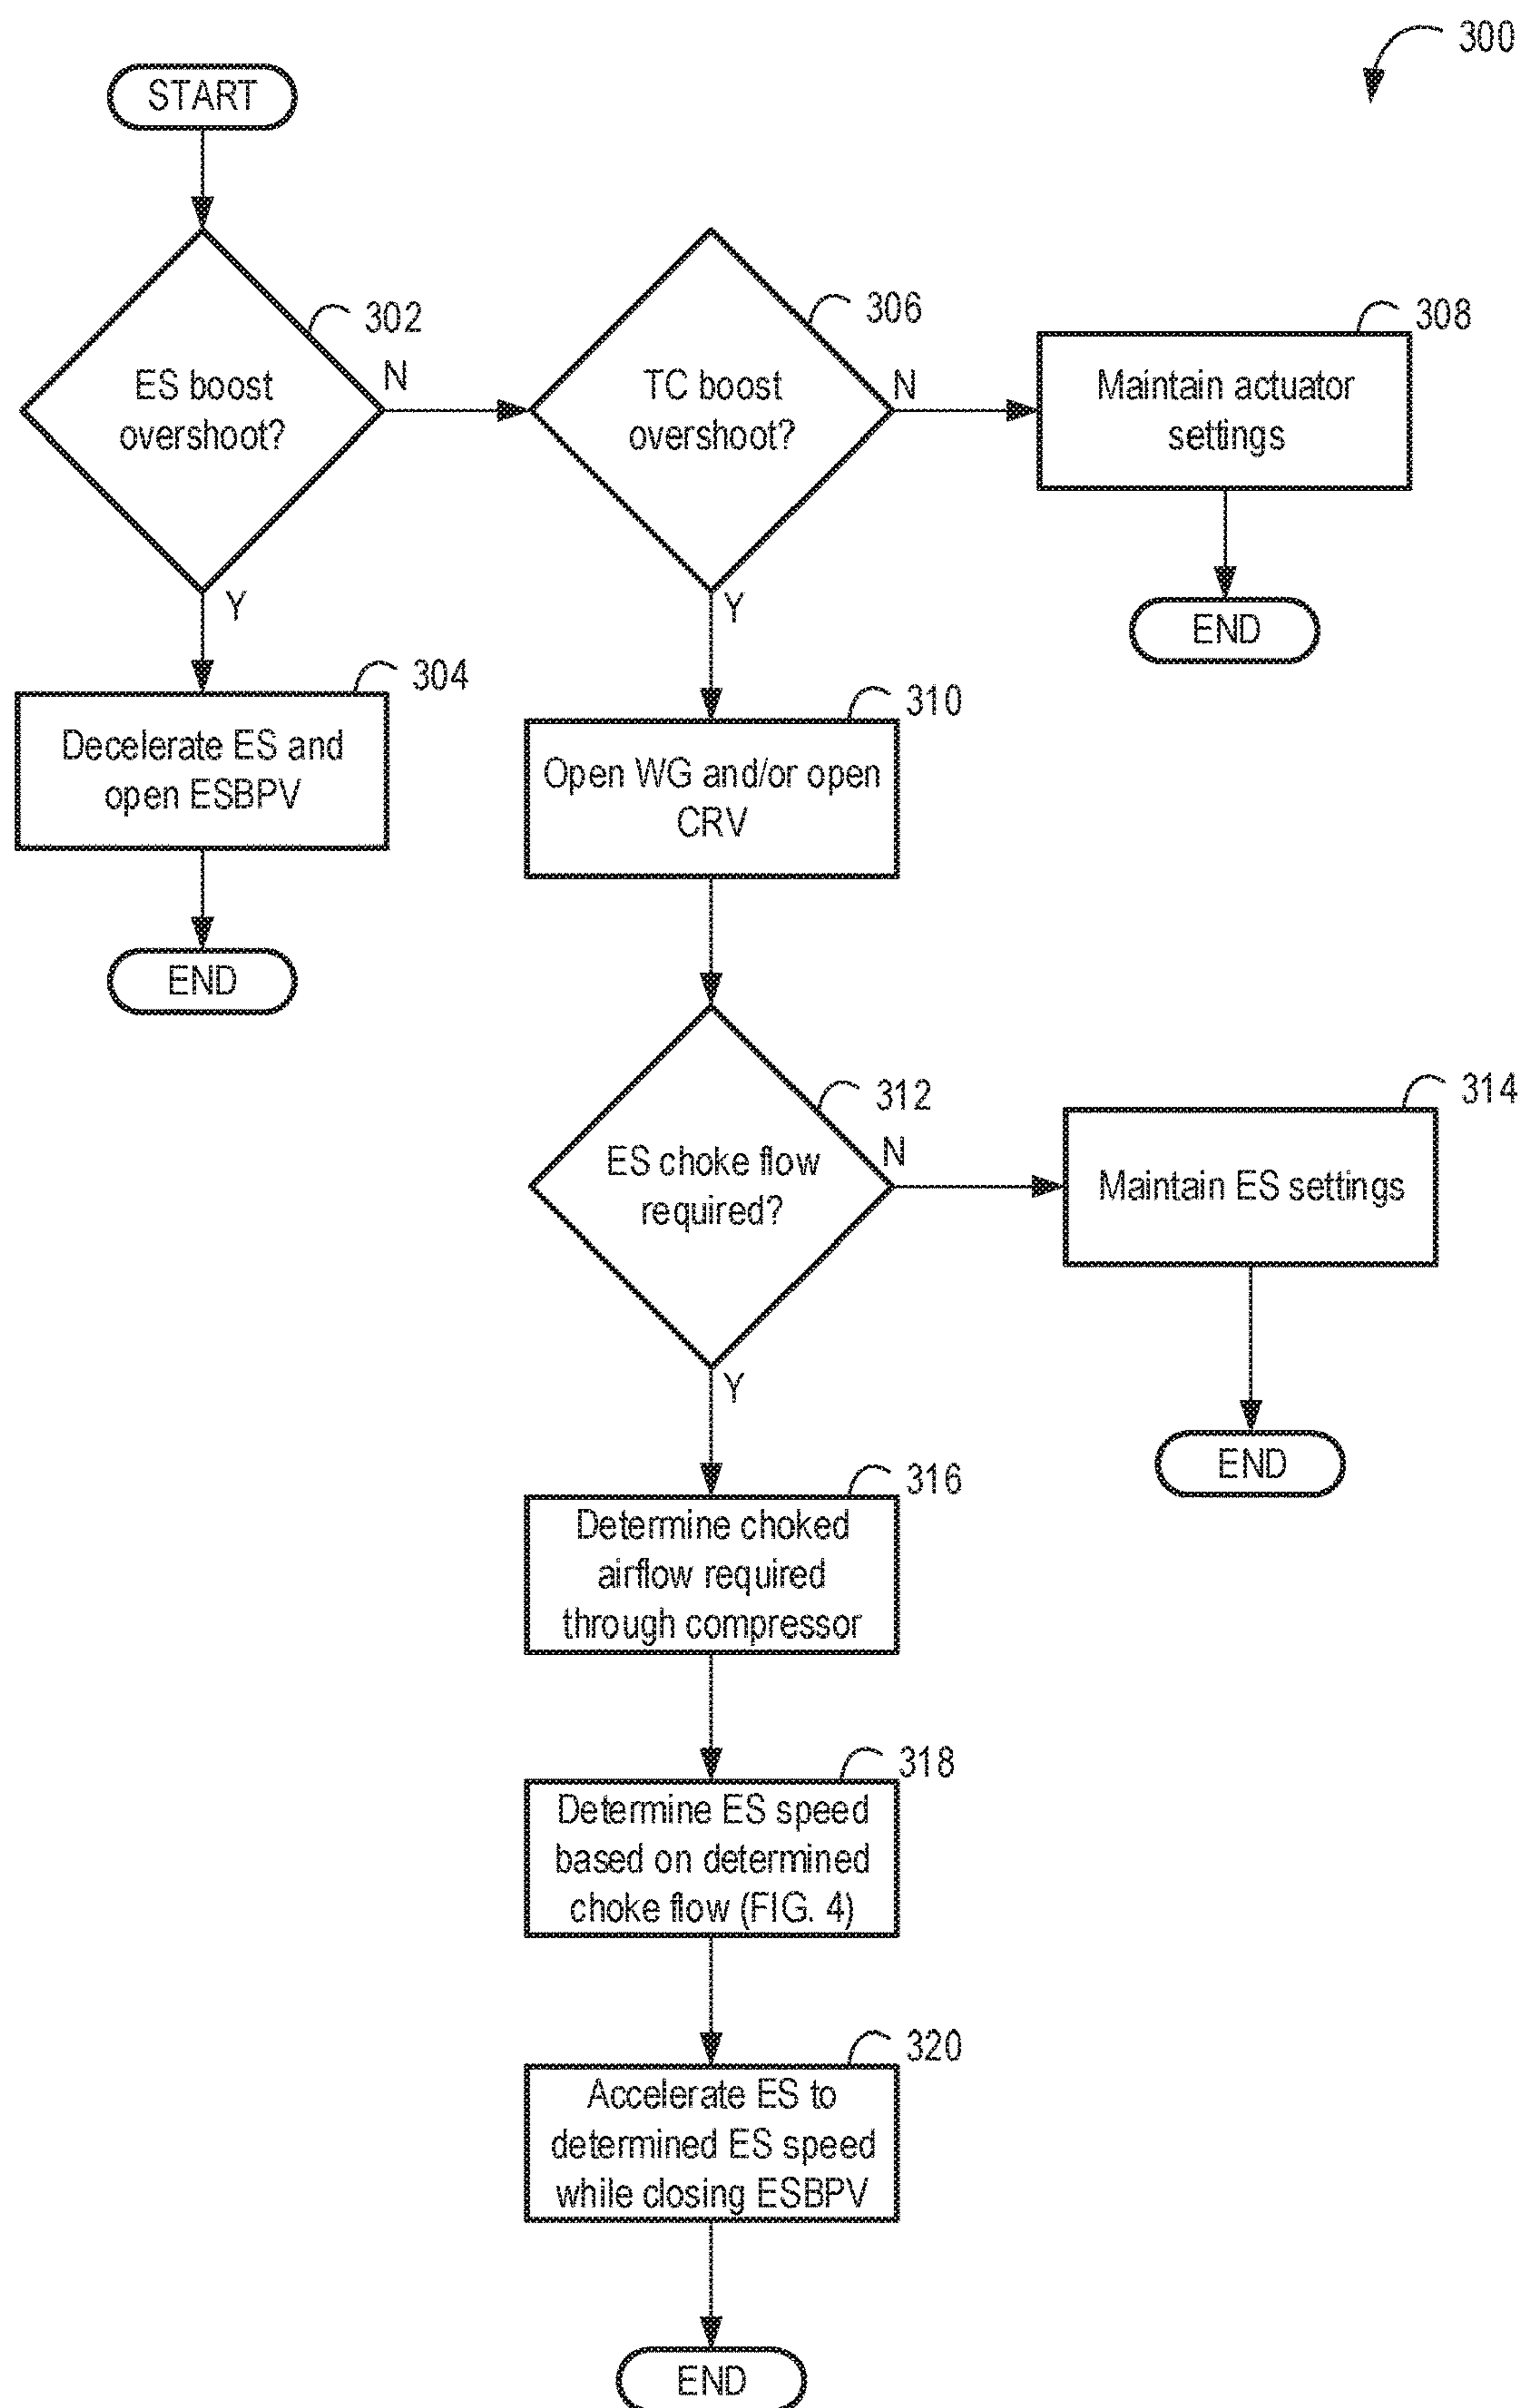 300
START
302
ES boost
overshoot?
N
Y
306
TC boost
overshoot?
N
Y
308
Maintain actuator
settings
END
304
Decelerate ES and
open ESBPV
END
310
Open WG and/or open
CRV
312
ES choke flow
required?
N
Y
314
Maintain ES settings
END
316
Determine choked
airflow required
through compressor
318
Determine ES speed
based on determined
choke flow (FIG. 4)
320
Accelerate ES to
determined ES speed
while closing ESBPV
END